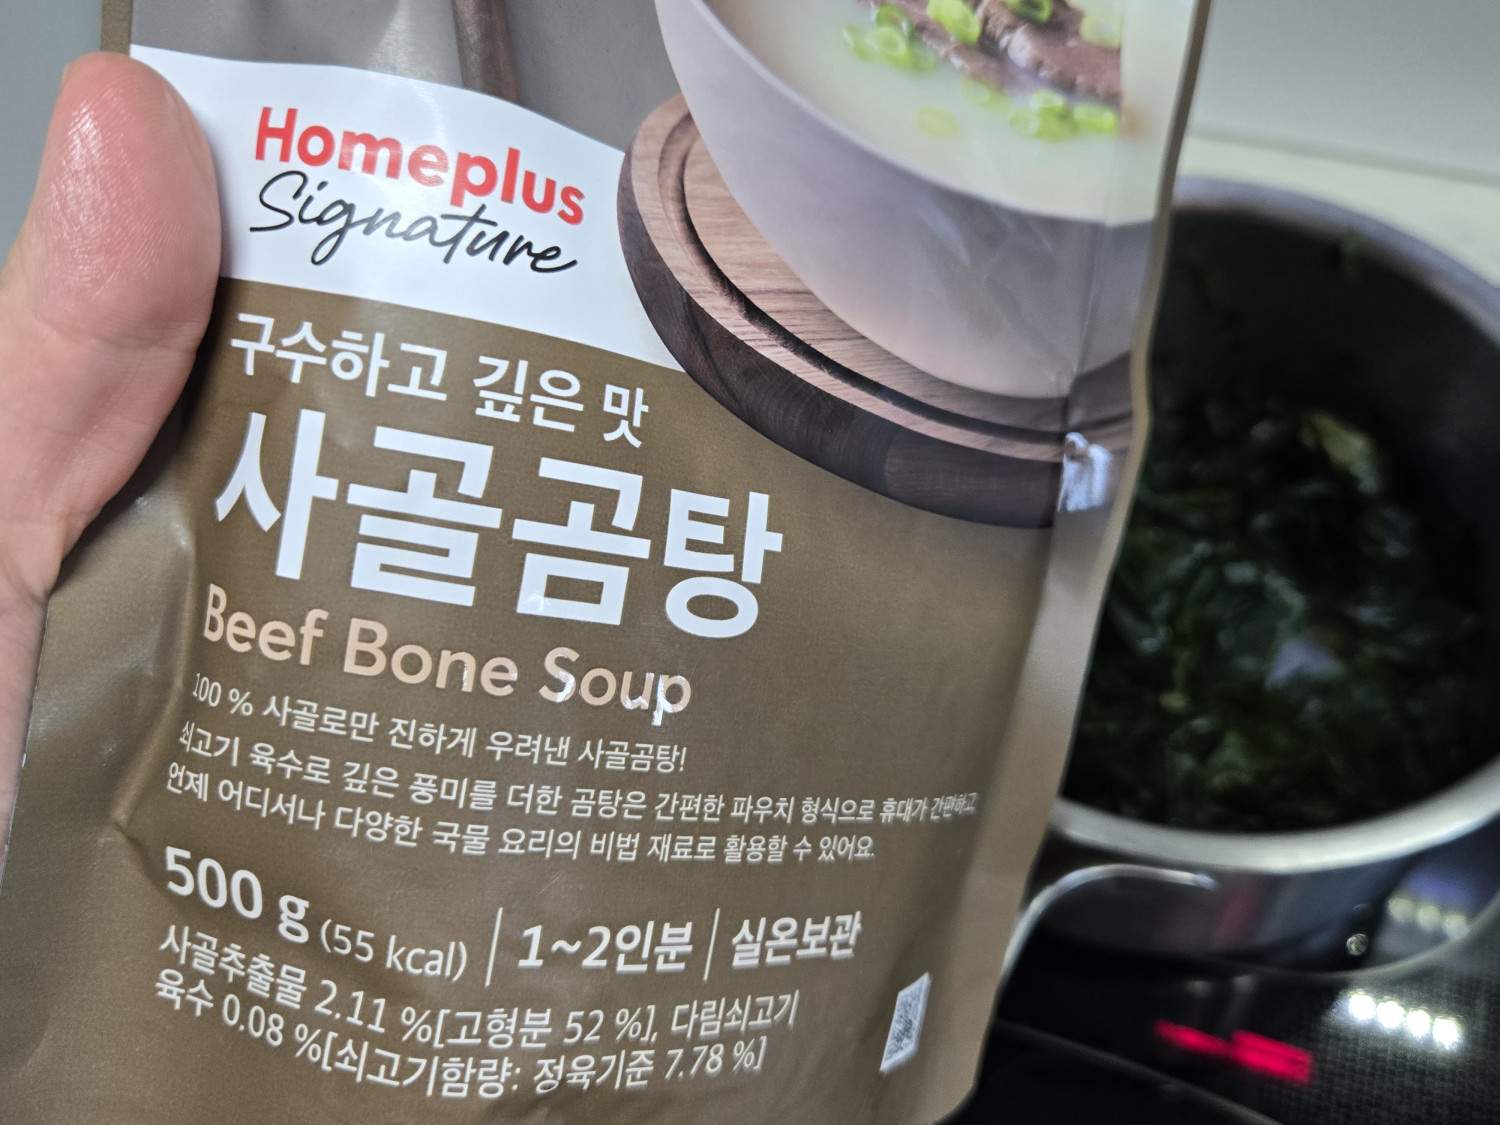 Homeplus
Signature
구수하고 깊은 맛
사골곰탕
Beef Bone Soup
100 % 사골로만 진하게 우려낸 사골곰탕!
쇠고기 육수로 깊은 풍미를 더한 곰탕은 간편한 파우치 형식으로 휴대가 간편하고,
언제 어디서나 다양한 국물 요리의 비법 재료로 활용할 수 있어요.
500 g (55 kcal) | 1~2인분 | 실온보관
사골추출물 2.11 %[고형분 52 %], 다림쇠고기
육수 0.08 %[쇠고기함량: 정육기준 7.78 %]